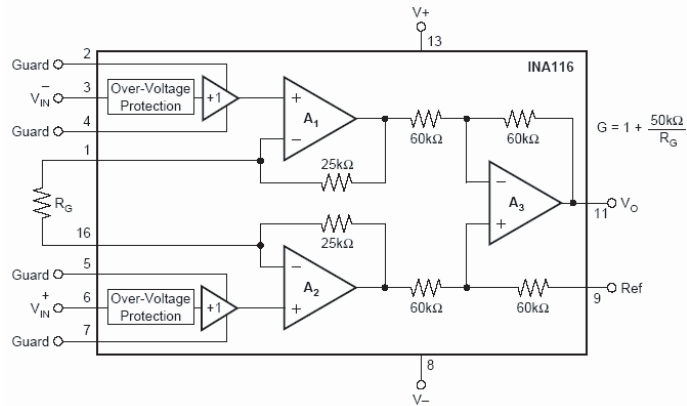 V+
13
INA116
2
Guard
3
V–IN
Over-Voltage
Protection
+1
4
Guard
1
+
A1
–
25kΩ
60kΩ
60kΩ
G = 1 + 50kΩ
RG
RG
–
A3
+
11
VO
16
25kΩ
–
A2
+
5
Guard
6
V+IN
Over-Voltage
Protection
+1
7
Guard
60kΩ
60kΩ
9
Ref
8
V–